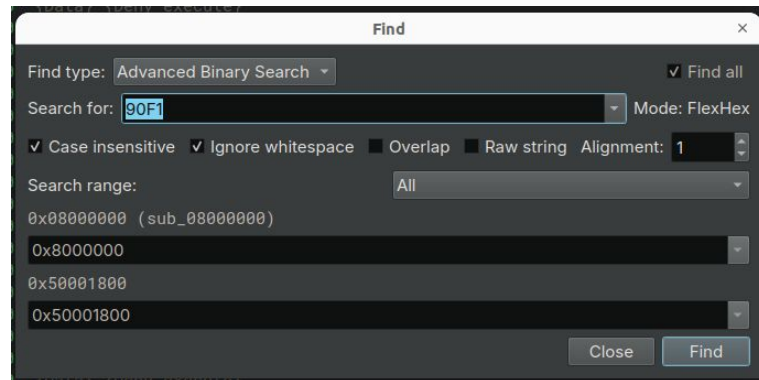 Find
Find type: Advanced Binary Search Find all
Search for: 90F1 Mode: FlexHex
Case insensitive Ignore whitespace Overlap Raw string Alignment: 1
Search range: All
0x08000000 (sub_08000000)
0x8000000
0x50001800
0x50001800
Close Find